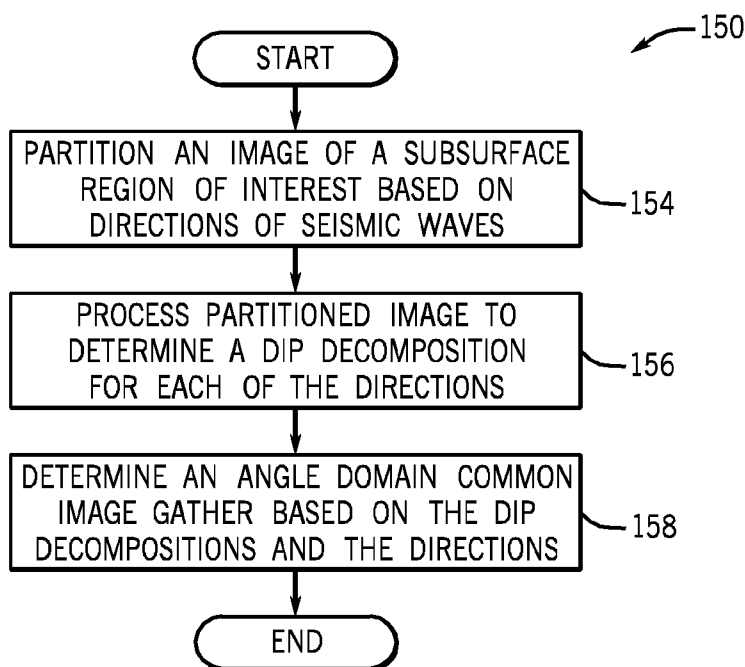 150
START
PARTITION AN IMAGE OF A SUBSURFACE
REGION OF INTEREST BASED ON
DIRECTIONS OF SEISMIC WAVES
154
PROCESS PARTITIONED IMAGE TO
DETERMINE A DIP DECOMPOSITION
FOR EACH OF THE DIRECTIONS
156
DETERMINE AN ANGLE DOMAIN COMMON
IMAGE GATHER BASED ON THE DIP
DECOMPOSITIONS AND THE DIRECTIONS
158
END